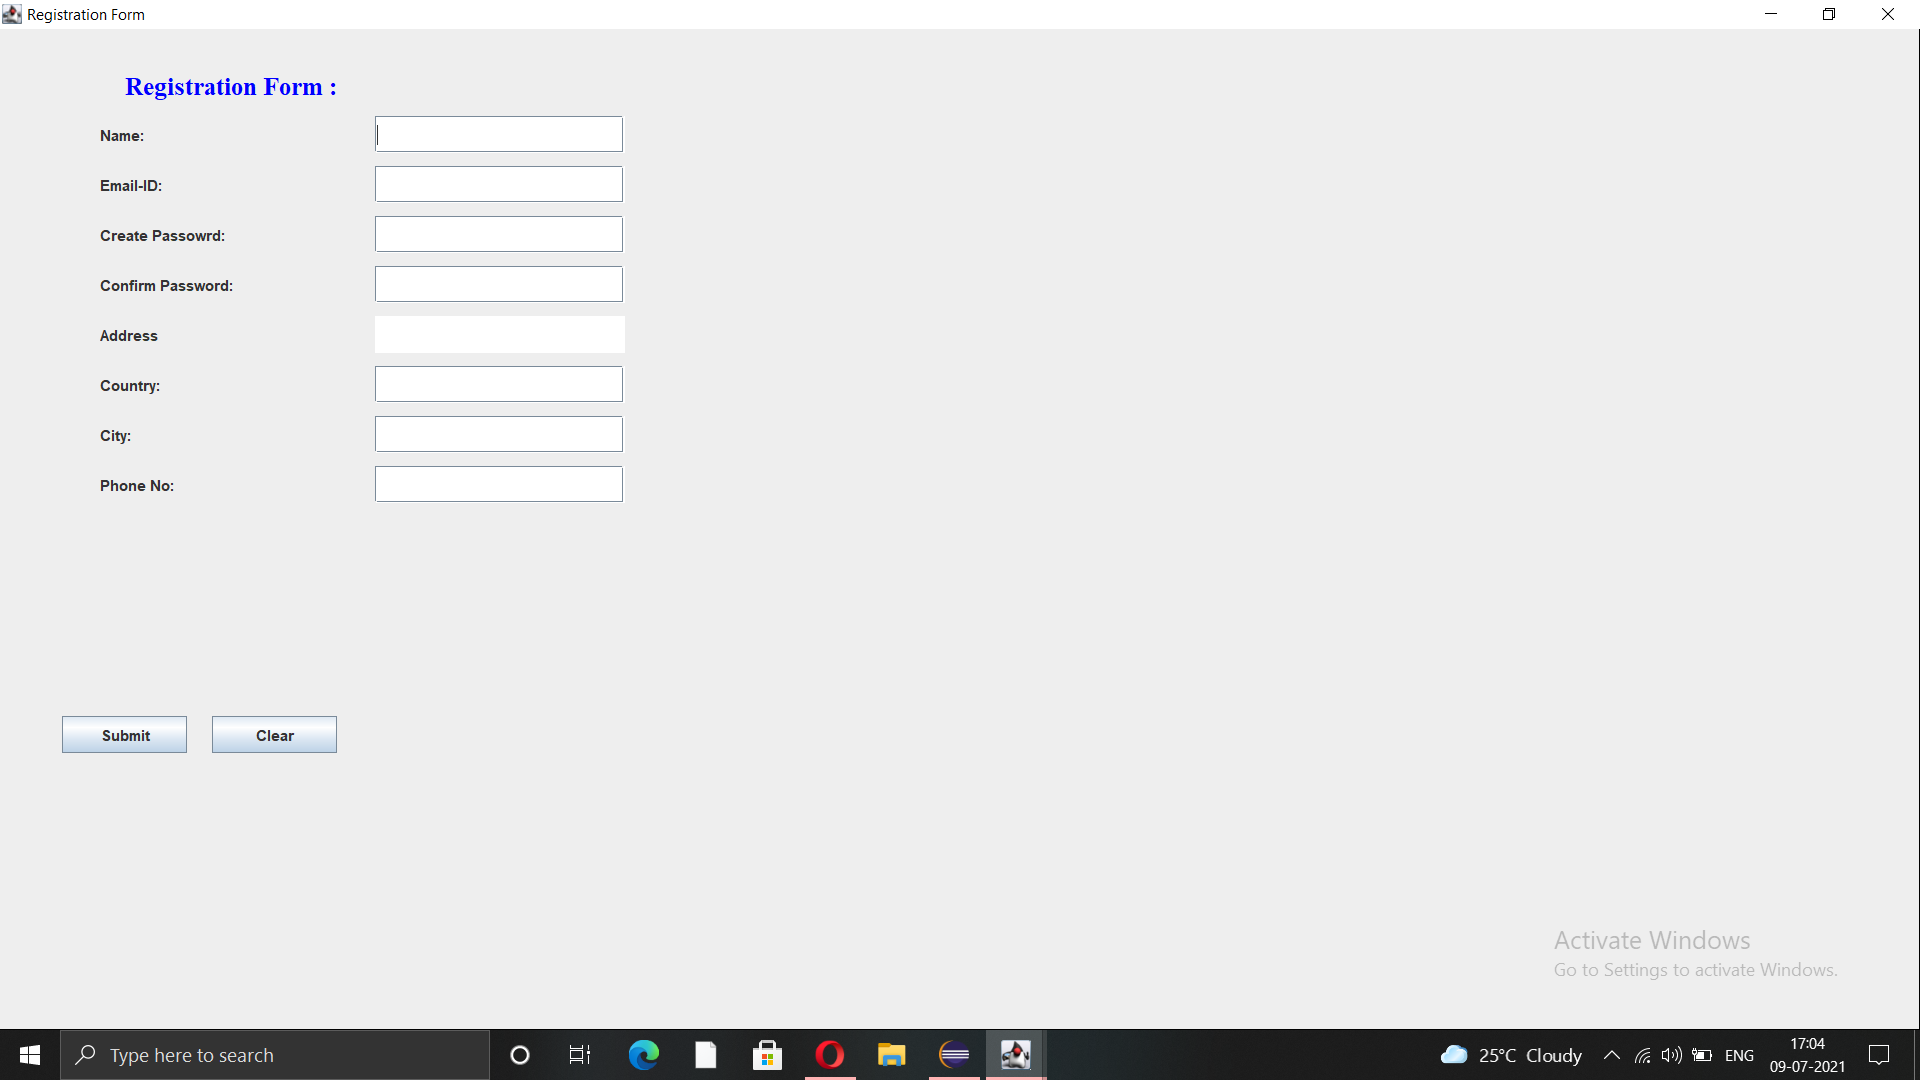 Registration Form
Registration Form :
Name:
Email-ID:
Create Passowrd:
Confirm Password:
Address
Country:
City:
Phone No:
Submit Clear
Activate Windows
Go to Settings to activate Windows.
Type here to search
25°C Cloudy
ENG
17:04
09-07-2021